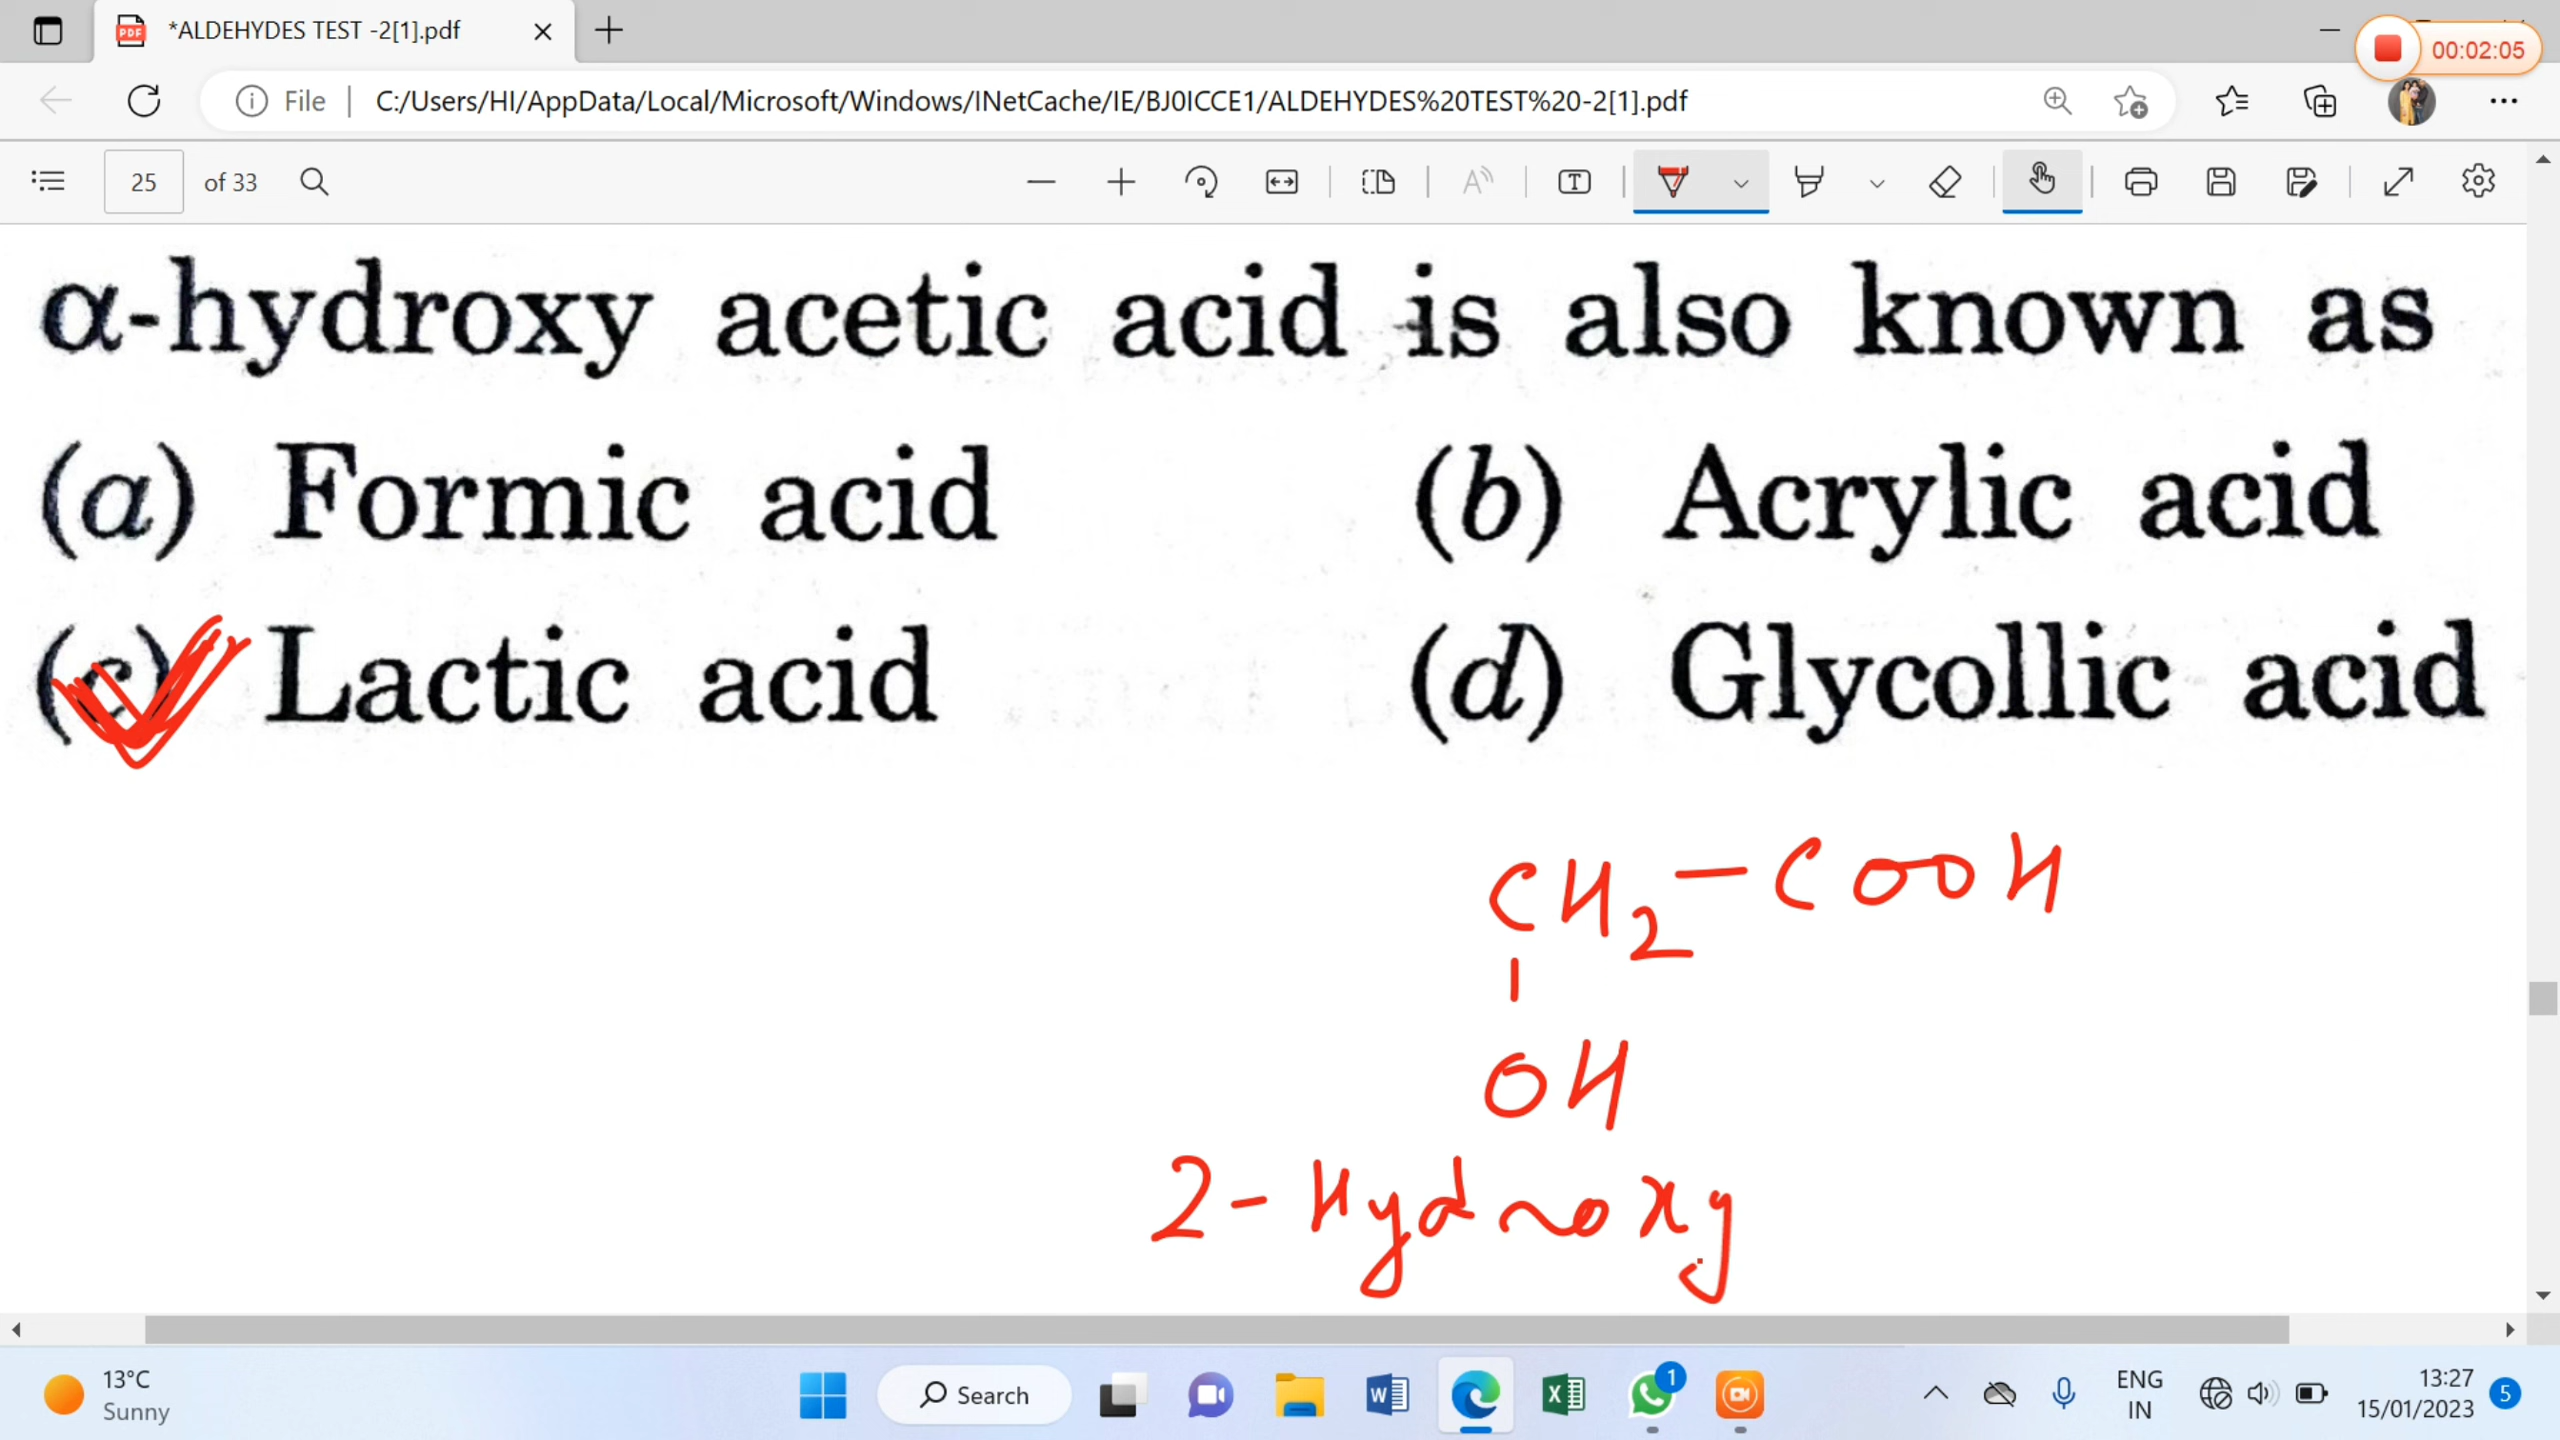 *ALDEHYDES TEST -2[1].pdf
00:02:05
File | C:/Users/HI/AppData/Local/Microsoft/Windows/INetCache/IE/BJ0ICCE1/ALDEHYDES%20TEST%20-2[1].pdf
25 of 33
α-hydroxy acetic acid is also known as
(a) Formic acid (b) Acrylic acid
(c) Lactic acid (d) Glycollic acid
CH2-COOH
OH
2-Hydroxy
13°C
Sunny
Search
1
ENG
IN
13:27
15/01/2023
5